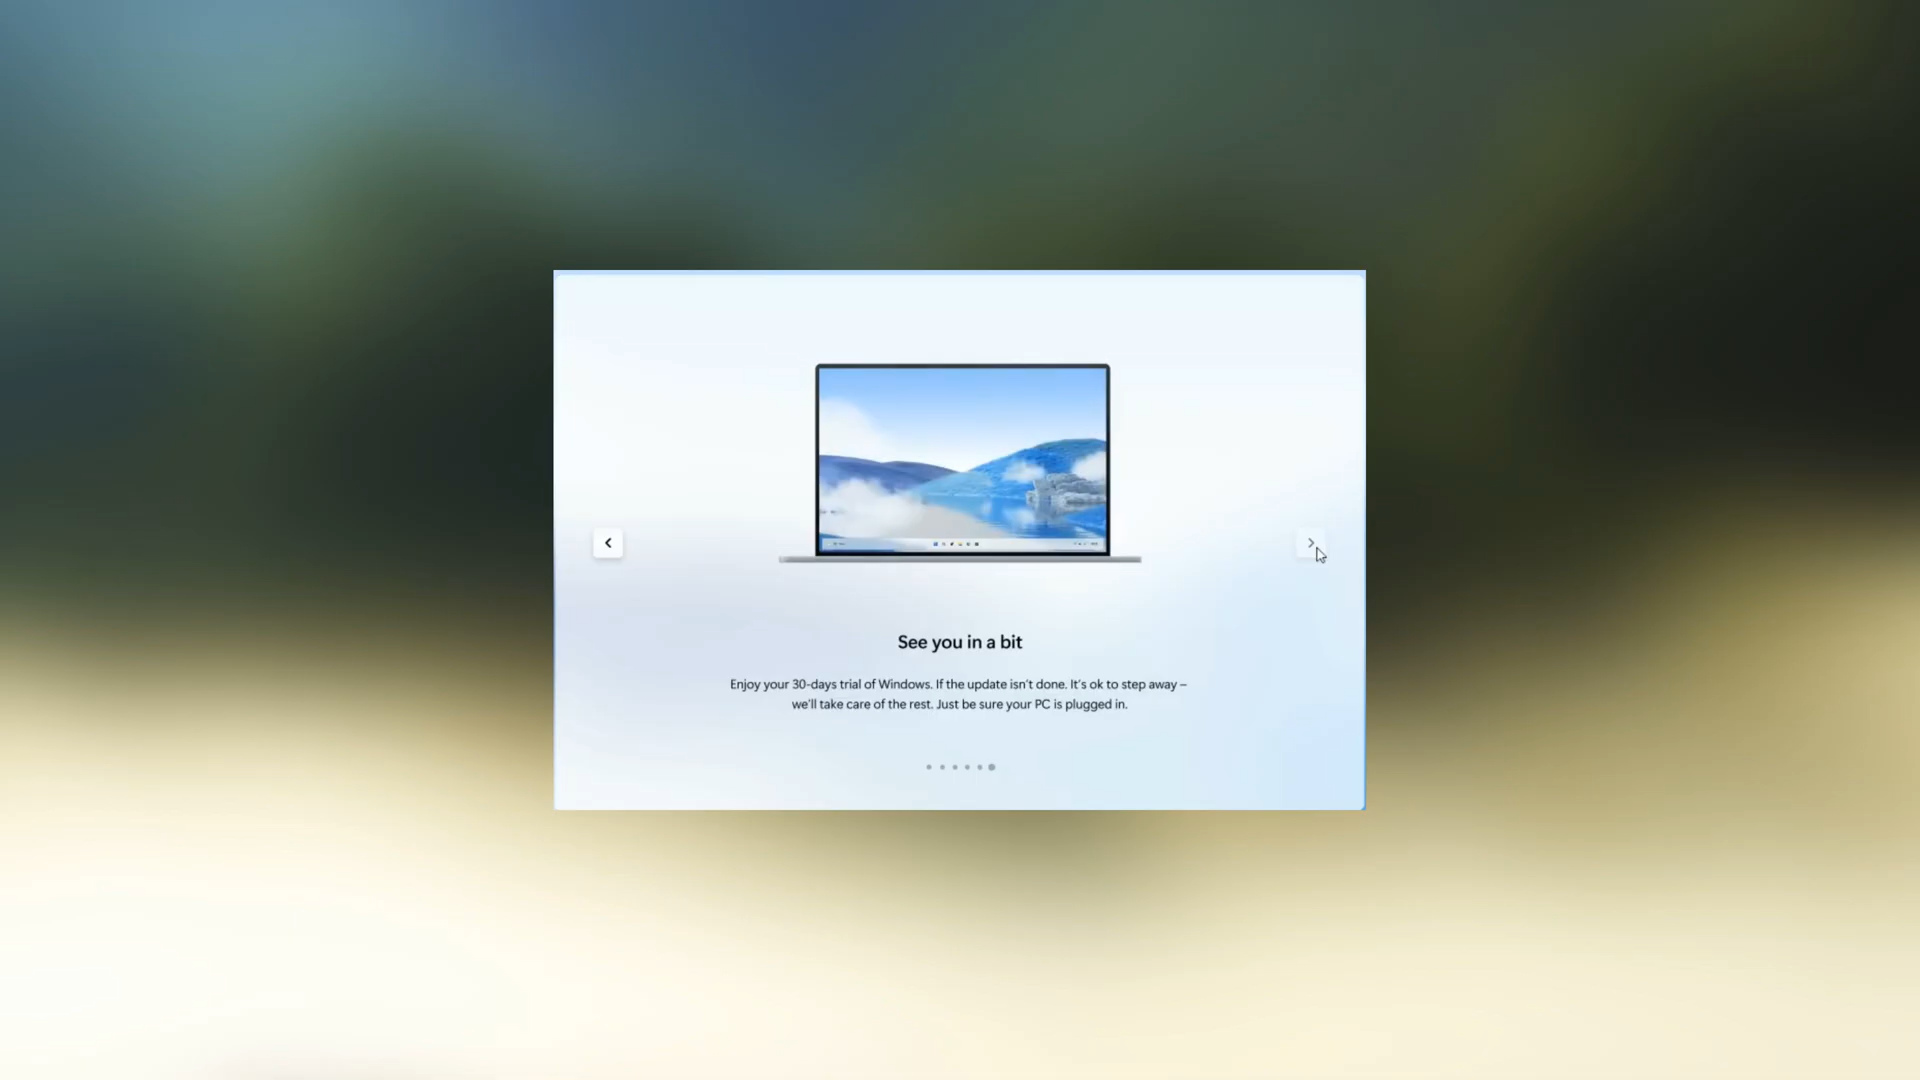 See you in a bit
Enjoy your 30-days trial of Windows. If the update isn't done. It's ok to step away –
we'll take care of the rest. Just be sure your PC is plugged in.